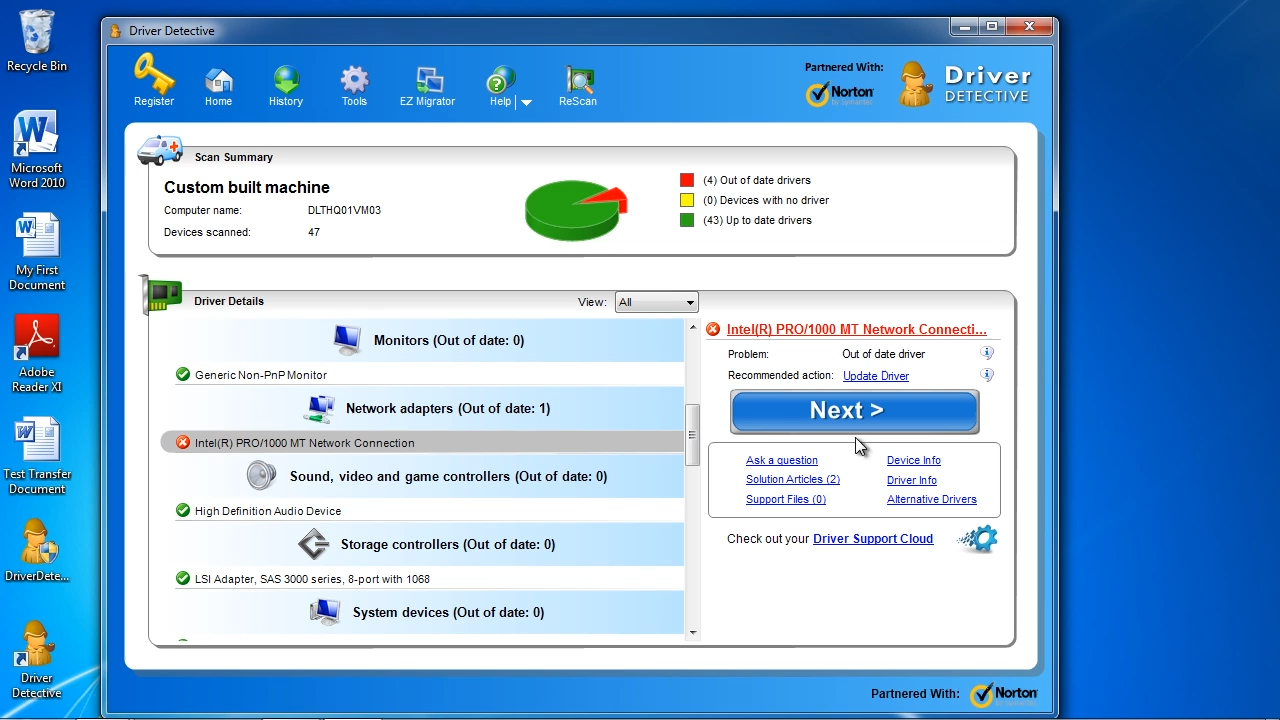 Recycle Bin
Microsoft
Word 2010
My First
Document
Adobe
Reader XI
Test Transfer
Document
DriverDete...
Driver
Detective
Driver Detective
Register
Home
History
Tools
EZ Migrator
Help
ReScan
Partnered With:
Norton
by Symantec
Driver
DETECTIVE
Scan Summary
Custom built machine
Computer name: DLTHQ01VM03
Devices scanned: 47
(4) Out of date drivers
(0) Devices with no driver
(43) Up to date drivers
Driver Details
View: All
Monitors (Out of date: 0)
Generic Non-PnP Monitor
Network adapters (Out of date: 1)
Intel(R) PRO/1000 MT Network Connection
Sound, video and game controllers (Out of date: 0)
High Definition Audio Device
Storage controllers (Out of date: 0)
LSI Adapter, SAS 3000 series, 8-port with 1068
System devices (Out of date: 0)
Intel(R) PRO/1000 MT Network Connecti...
Problem: Out of date driver
Recommended action: Update Driver
Next >
Ask a question
Device Info
Solution Articles (2)
Driver Info
Support Files (0)
Alternative Drivers
Check out your Driver Support Cloud
Partnered With:
Norton